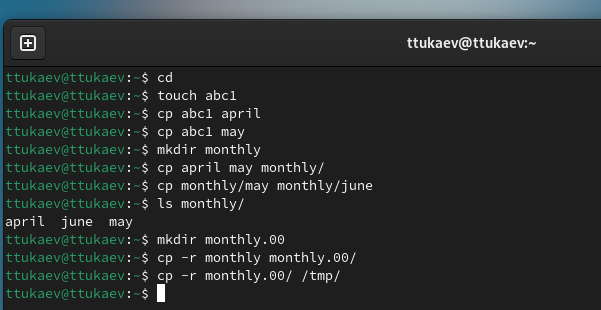 ttukaev@ttukaev:~
ttukaev@ttukaev:~$ cd
ttukaev@ttukaev:~$ touch abc1
ttukaev@ttukaev:~$ cp abc1 april
ttukaev@ttukaev:~$ cp abc1 may
ttukaev@ttukaev:~$ mkdir monthly
ttukaev@ttukaev:~$ cp april may monthly/
ttukaev@ttukaev:~$ cp monthly/may monthly/june
ttukaev@ttukaev:~$ ls monthly/
april  june  may
ttukaev@ttukaev:~$ mkdir monthly.00
ttukaev@ttukaev:~$ cp -r monthly monthly.00/
ttukaev@ttukaev:~$ cp -r monthly.00/ /tmp/
ttukaev@ttukaev:~$